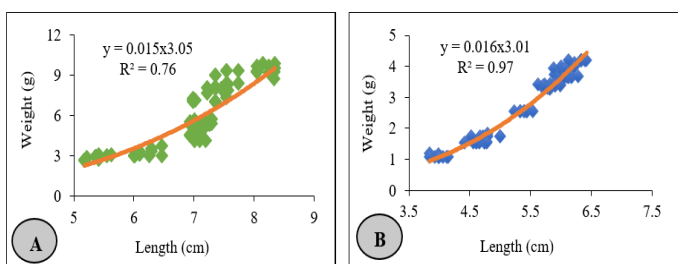 y = 0.015x3.05
R² = 0.76
Weight (g)
12
9
6
3
0
5
6
7
8
9
Length (cm)
A
y = 0.016x3.01
R² = 0.97
Weight (g)
5
4
3
2
1
0
3.5
4.5
5.5
6.5
7.5
Length (cm)
B